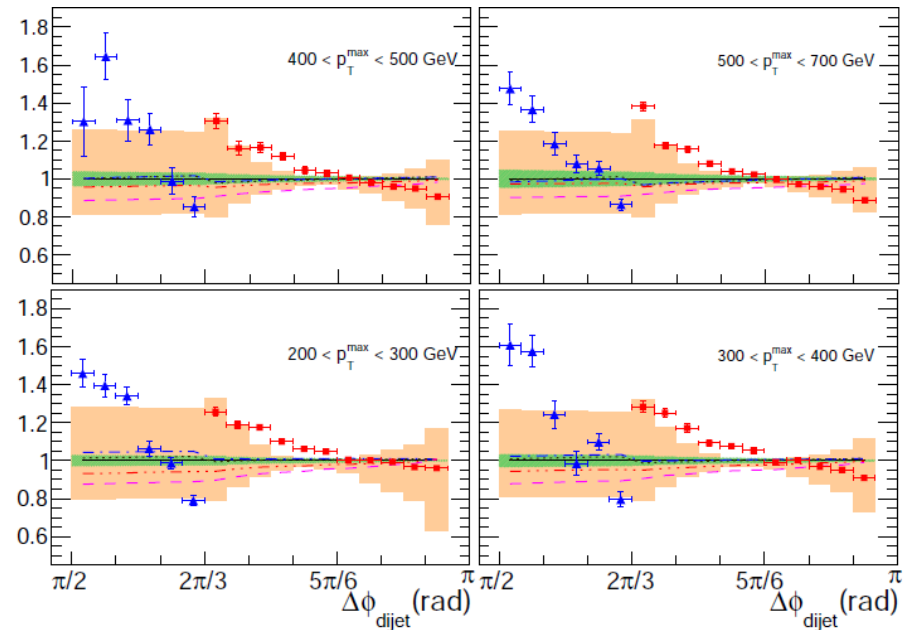 1.8
1.6
1.4
1.2
1
0.8
0.6
400 < p_T^max < 500 GeV
500 < p_T^max < 700 GeV
1.8
1.6
1.4
1.2
1
0.8
0.6
200 < p_T^max < 300 GeV
300 < p_T^max < 400 GeV
π/2 2π/3 5π/6 π
π/2 2π/3 5π/6 π
Δϕ_dijet (rad)
Δϕ_dijet (rad)